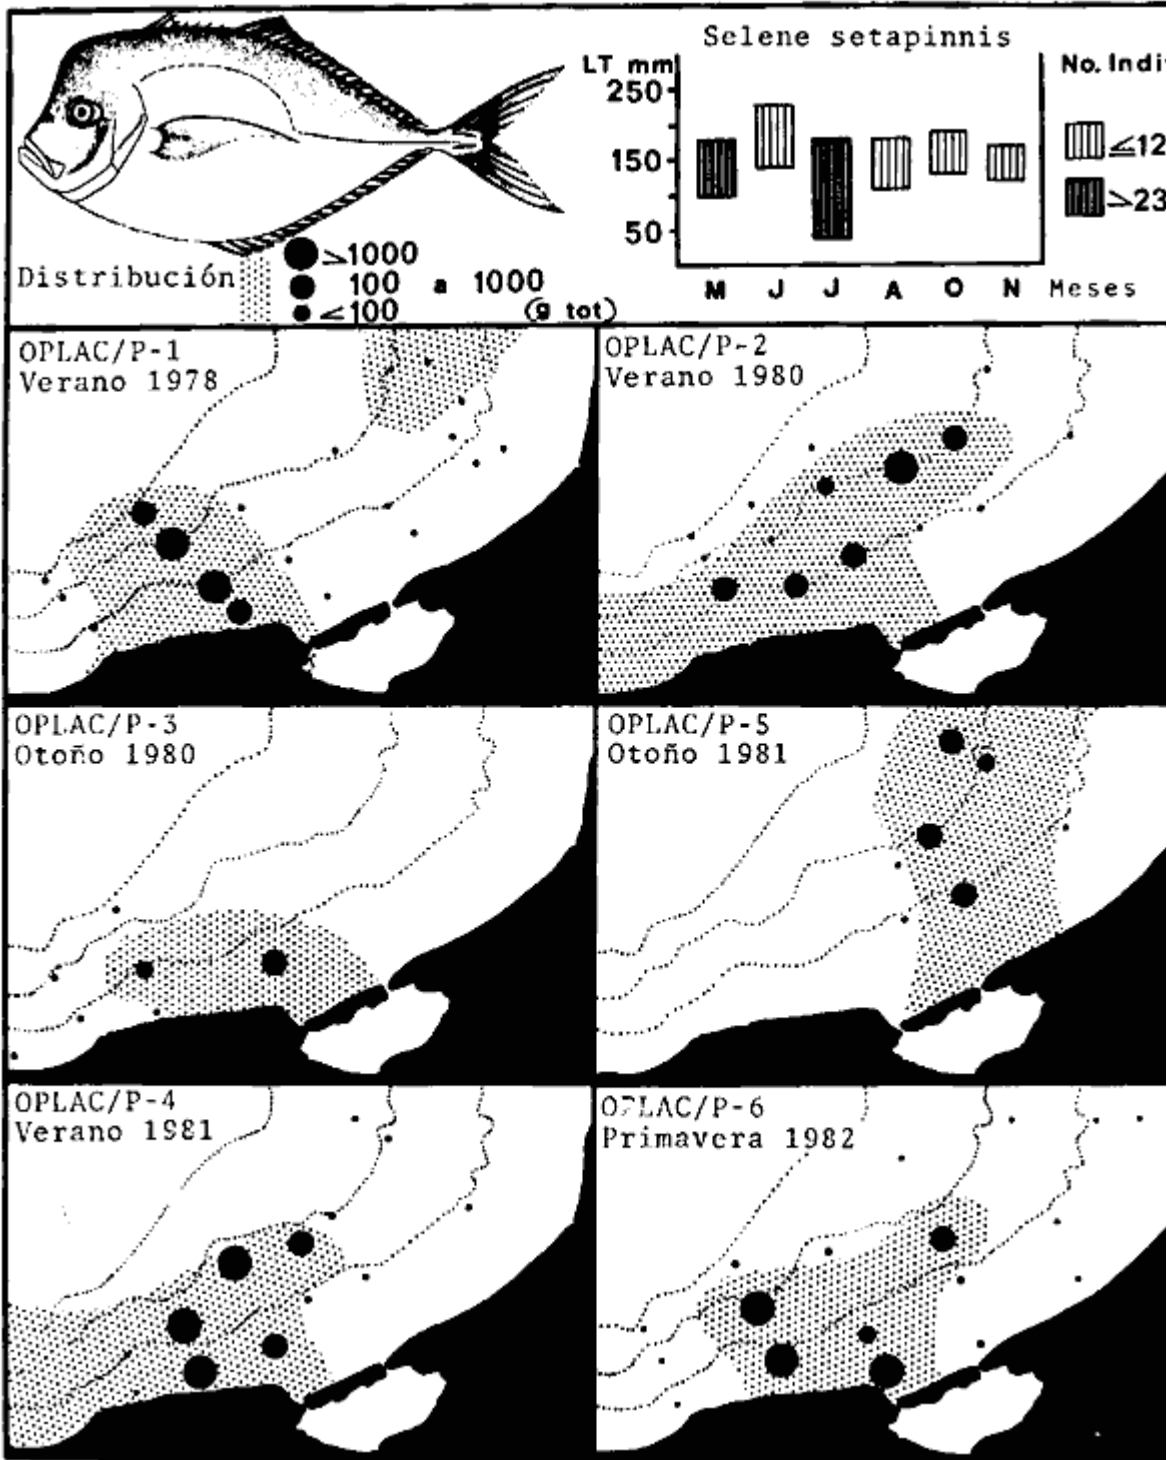 Selene setapinnis
LT mm
250
150
50
M J J A O N Meses
No. Indi
≤12
>23
Distribución
>1000
100 a 1000
<100 (g tot)
OPLAC/P-1
Verano 1978
OPLAC/P-2
Verano 1980
OPLAC/P-3
Otoño 1980
OPLAC/P-5
Otoño 1981
OPLAC/P-4
Verano 1981
OPLAC/P-6
Primavera 1982